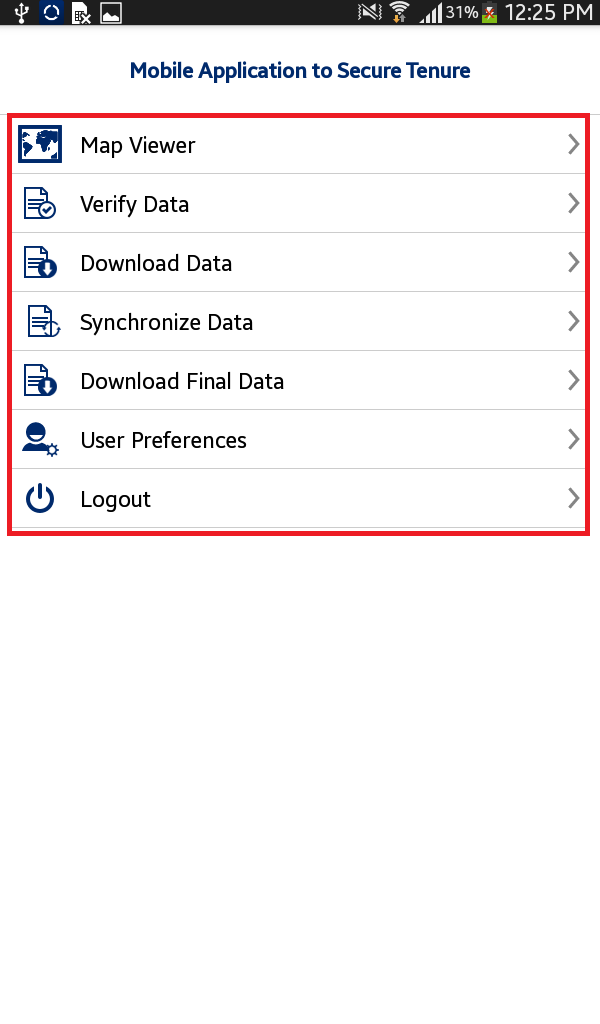 31% 12:25 PM
Mobile Application to Secure Tenure
Map Viewer
Verify Data
Download Data
Synchronize Data
Download Final Data
User Preferences
Logout